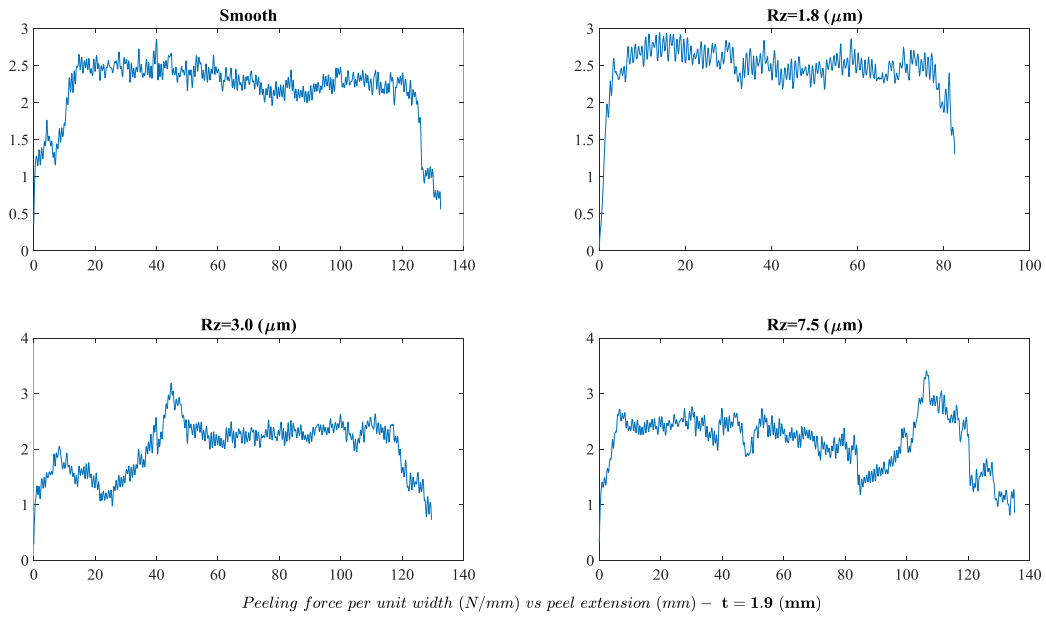 Smooth
3
2.5
2
1.5
1
0.5
0
0 20 40 60 80 100 120 140
Rz=1.8 (μm)
3
2.5
2
1.5
1
0.5
0
0 20 40 60 80 100
Rz=3.0 (μm)
4
3
2
1
0
0 20 40 60 80 100 120 140
Rz=7.5 (μm)
4
3
2
1
0
0 20 40 60 80 100 120 140
Peeling force per unit width (N/mm) vs peel extension (mm) − t = 1.9 (mm)